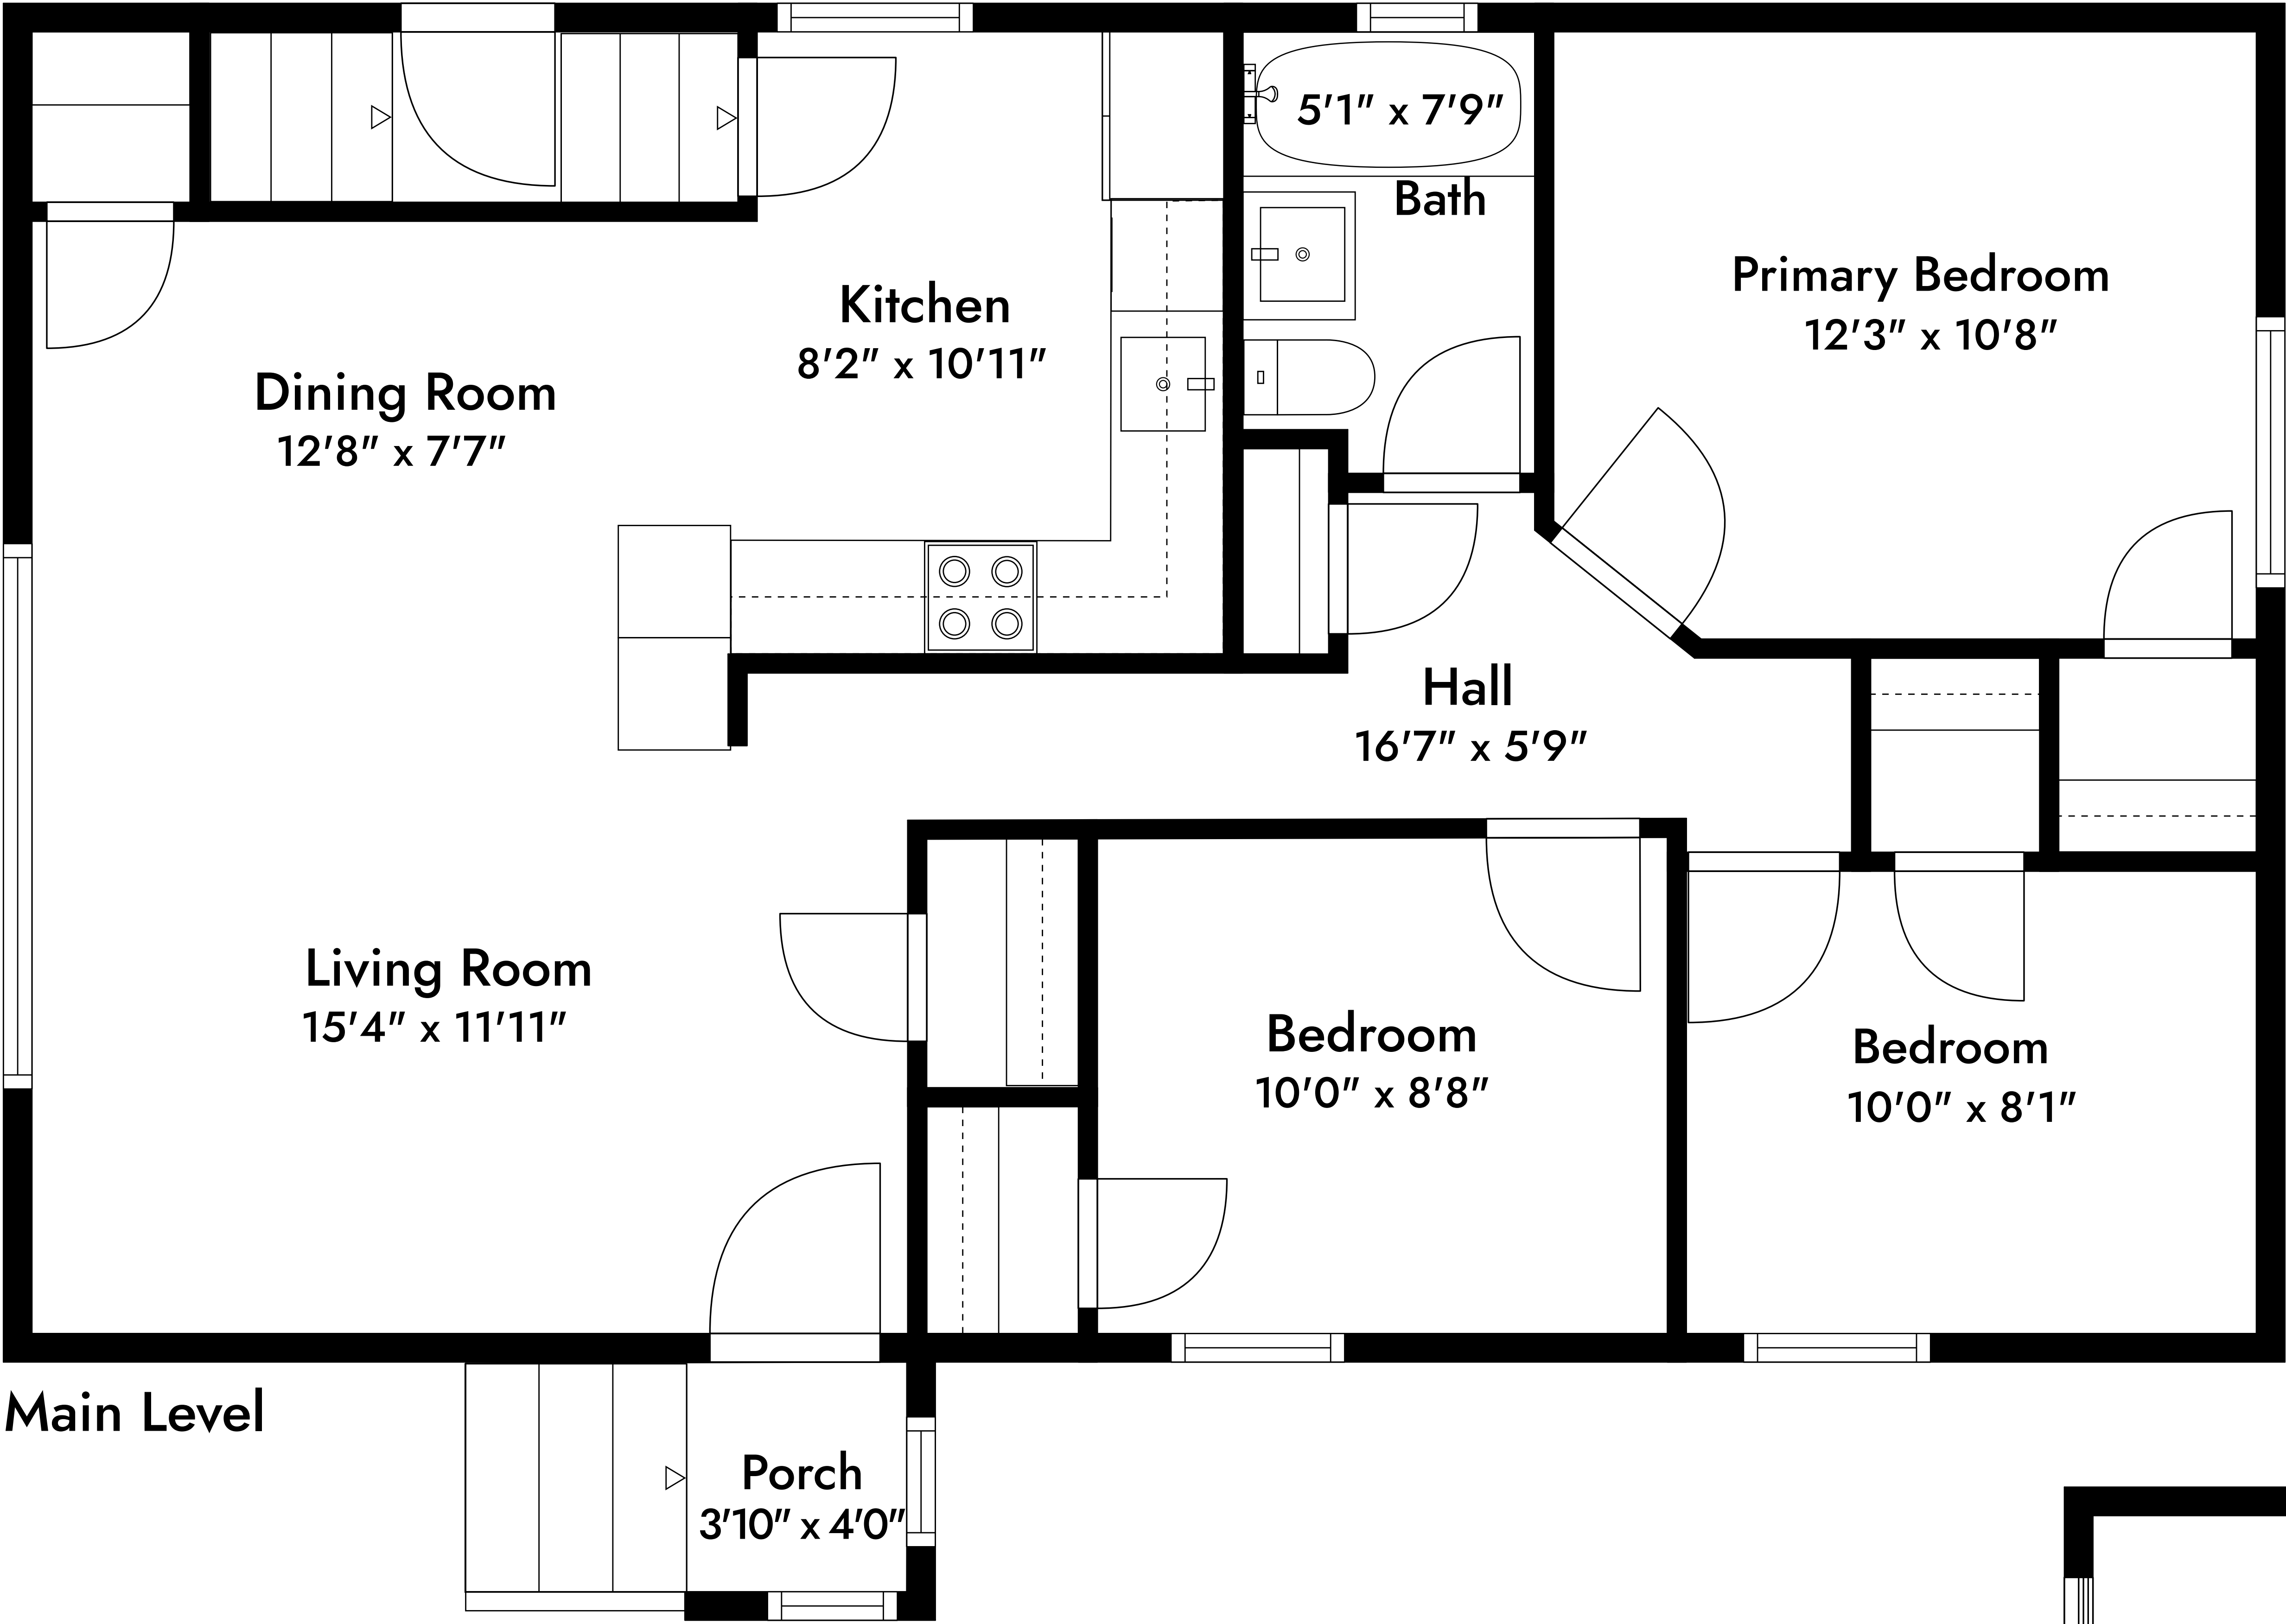 5'1" x 7'9"
Bath
Primary Bedroom
12'3" x 10'8"
Kitchen
8'2" x 10'11"
Dining Room
12'8" x 7'7"
Hall
16'7" x 5'9"
Living Room
15'4" x 11'11"
Bedroom
10'0" x 8'8"
Bedroom
10'0" x 8'1"
Main Level
Porch
3'10" x 4'0"